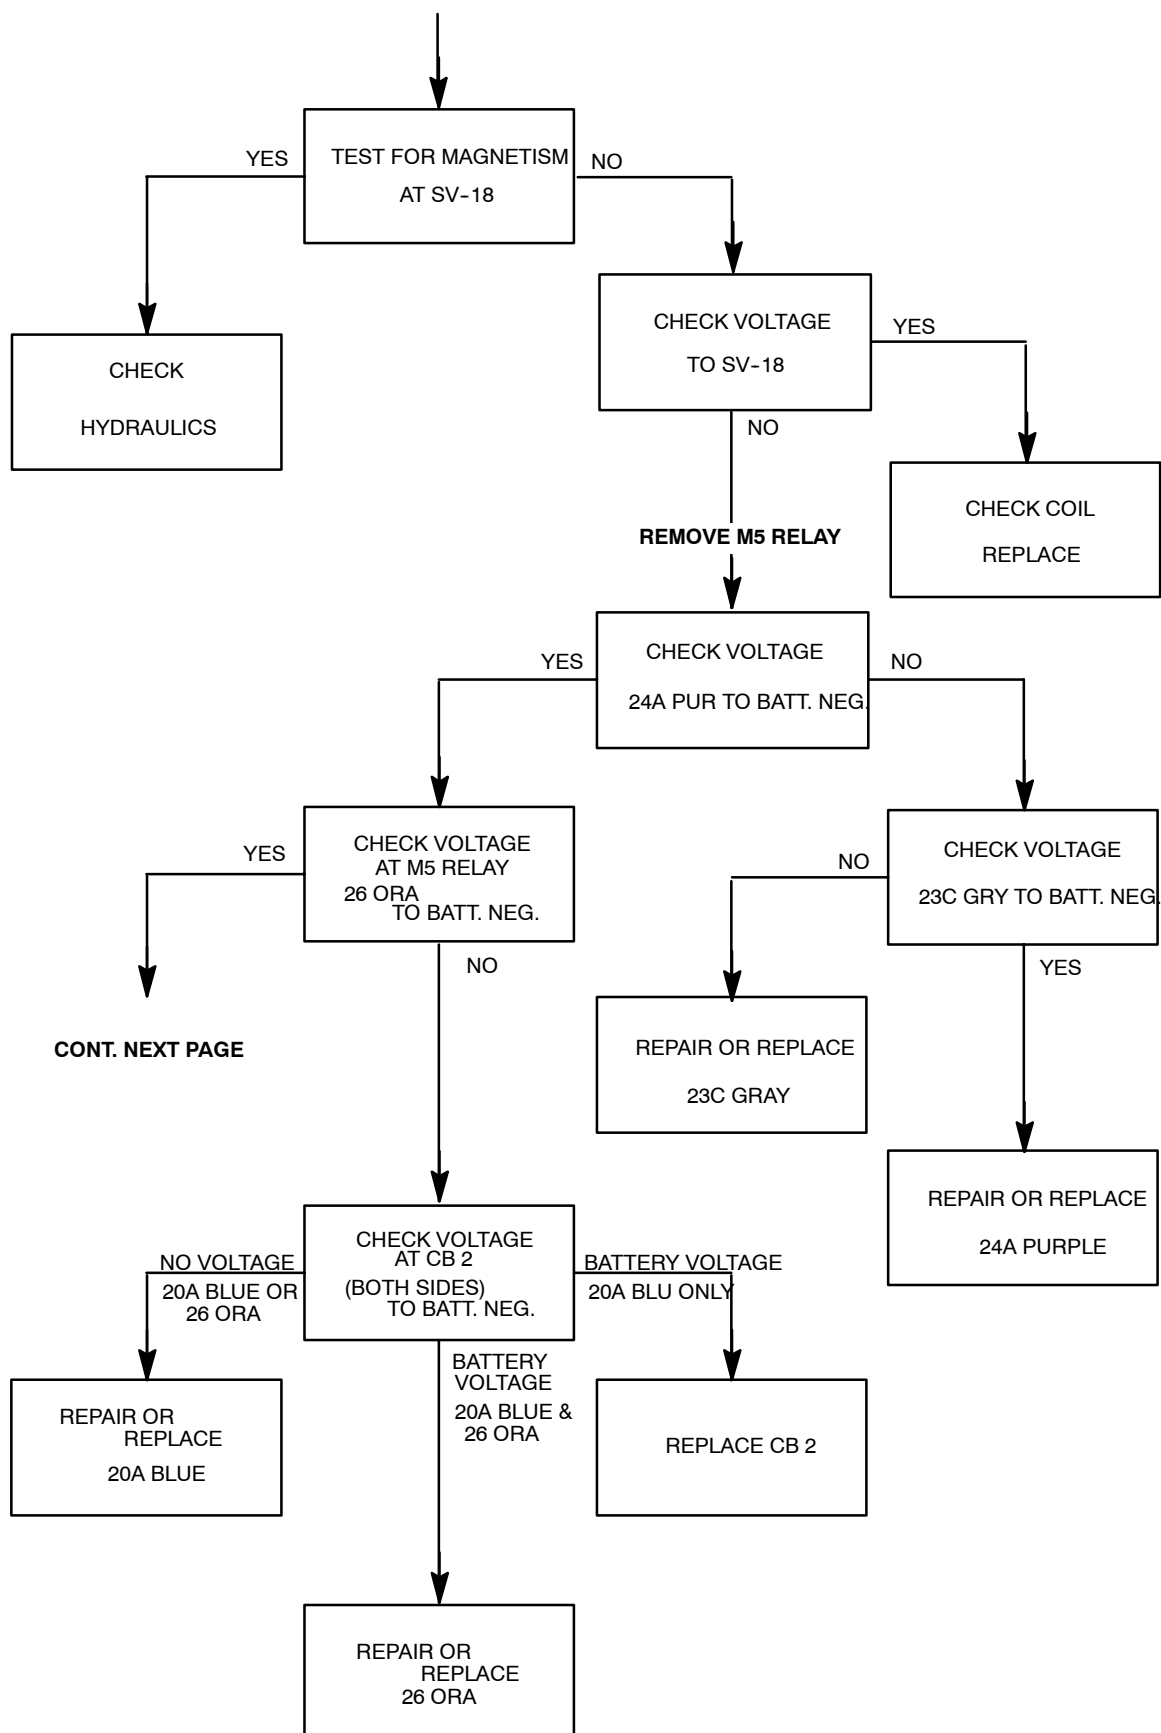 YES
TEST FOR MAGNETISM
AT SV-18
NO
CHECK
HYDRAULICS
CHECK VOLTAGE
TO SV-18
YES
NO
CHECK COIL
REPLACE
REMOVE M5 RELAY
YES
CHECK VOLTAGE
24A PUR TO BATT. NEG.
NO
YES
CHECK VOLTAGE
AT M5 RELAY
26 ORA
TO BATT. NEG.
NO
NO
CHECK VOLTAGE
23C GRY TO BATT. NEG.
YES
CONT. NEXT PAGE
REPAIR OR REPLACE
23C GRAY
REPAIR OR REPLACE
24A PURPLE
NO VOLTAGE
20A BLUE OR
26 ORA
CHECK VOLTAGE
AT CB 2
(BOTH SIDES)
TO BATT. NEG.
BATTERY VOLTAGE
20A BLU ONLY
BATTERY
VOLTAGE
20A BLUE &
26 ORA
REPAIR OR
REPLACE
20A BLUE
REPLACE CB 2
REPAIR OR
REPLACE
26 ORA